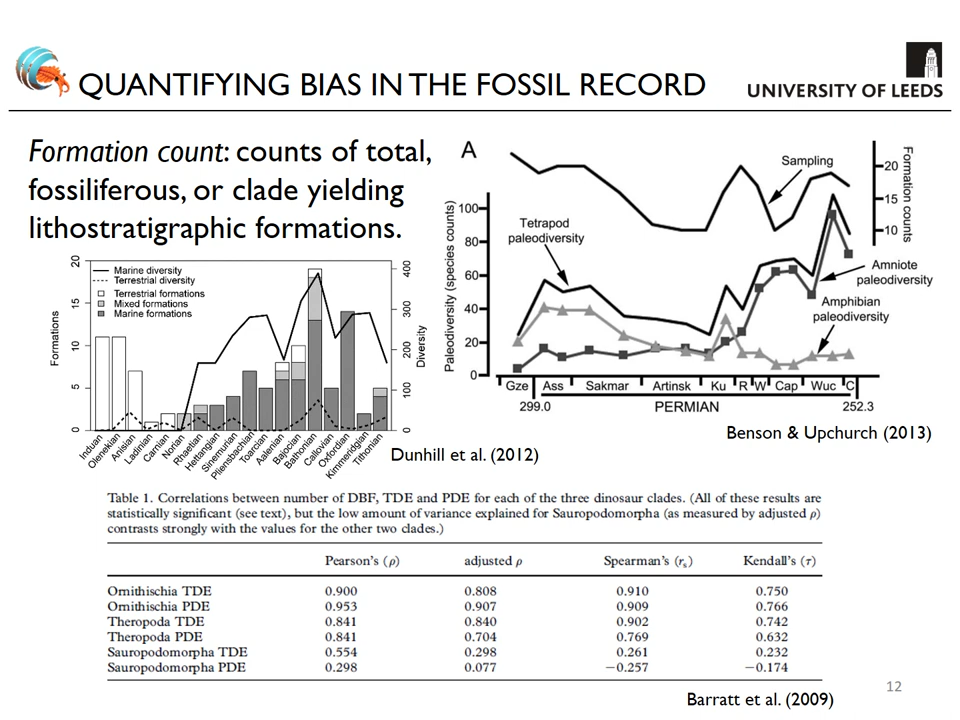 QUANTIFYING BIAS IN THE FOSSIL RECORD
UNIVERSITY OF LEEDS
Formation count: counts of total,
fossiliferous, or clade yielding
lithostratigraphic formations.
Marine diversity
Terrestrial diversity
Terrestrial formations
Mixed formations
Marine formations
Formations
0 5 10 15 20
Diversity
0 100 200 300 400
Induan
Olenekian
Anisian
Ladinian
Carnian
Norian
Rhaetian
Hettangian
Sinemurian
Pliensbachian
Toarcian
Aalenian
Bajocian
Bathonian
Callovian
Oxfordian
Kimmeridgian
Tithonian
Dunhill et al. (2012)
A
Sampling
Formation counts
20
15
10
Paleodiversity (species counts)
100
80
60
40
20
0
Tetrapod
paleodiversity
Amniote
paleodiversity
Amphibian
paleodiversity
Gze Ass Sakmar Artinsk Ku R W Cap Wuc C
299.0 PERMIAN 252.3
Benson & Upchurch (2013)
Table 1. Correlations between number of DBF, TDE and PDE for each of the three dinosaur clades. (All of these results are
statistically significant (see text), but the low amount of variance explained for Sauropodomorpha (as measured by adjusted ρ)
contrasts strongly with the values for the other two clades.)
Pearson's (ρ) adjusted ρ Spearman's (rs) Kendall's (τ)
Ornithischia TDE 0.900 0.808 0.910 0.750
Ornithischia PDE 0.953 0.907 0.909 0.766
Theropoda TDE 0.841 0.840 0.902 0.742
Theropoda PDE 0.841 0.704 0.769 0.632
Sauropodomorpha TDE 0.554 0.298 0.261 0.232
Sauropodomorpha PDE 0.298 0.077 −0.257 −0.174
Barratt et al. (2009)
12